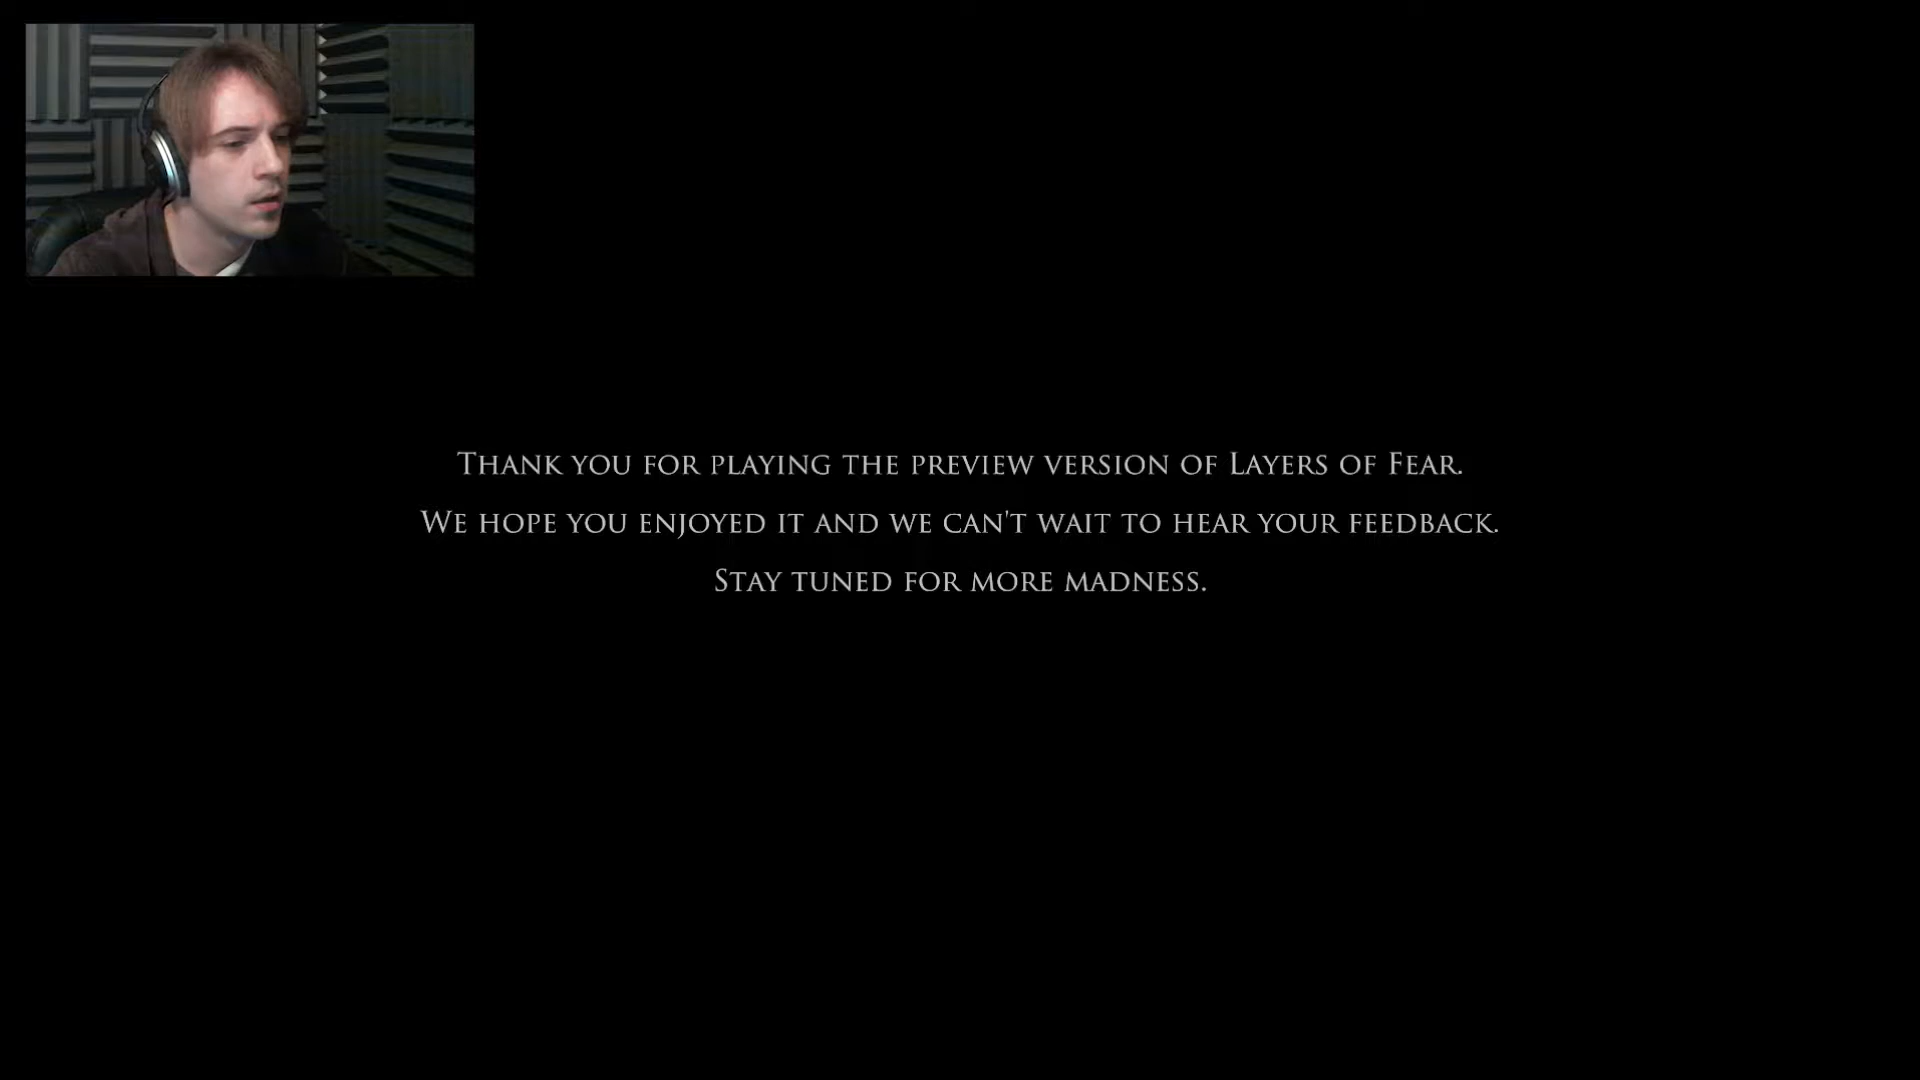 Thank you for playing the preview version of Layers of Fear.
We hope you enjoyed it and we can't wait to hear your feedback.
Stay tuned for more madness.